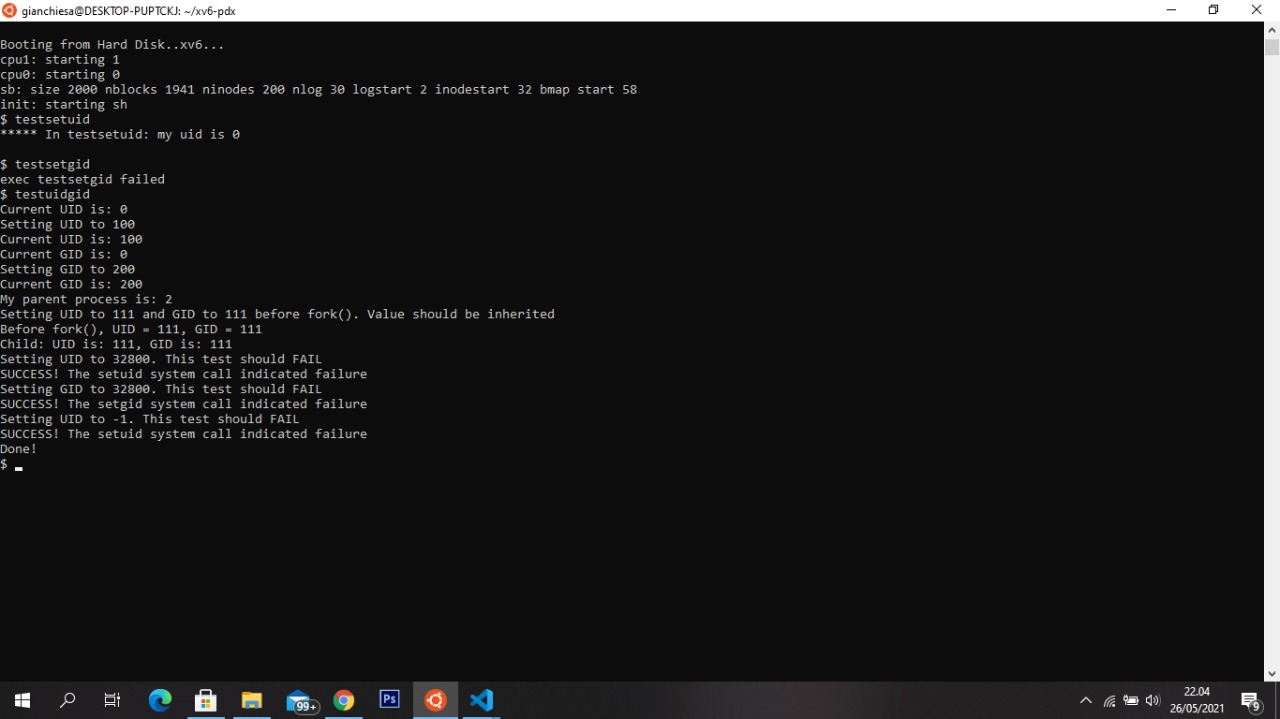 gianchiesa@DESKTOP-PUPTCKJ: ~/xv6-pdx
Booting from Hard Disk..xv6...
cpu1: starting 1
cpu0: starting 0
sb: size 2000 nblocks 1941 ninodes 200 nlog 30 logstart 2 inodestart 32 bmap start 58
init: starting sh
$ testsetuid
***** In testsetuid: my uid is 0
$ testsetgid
exec testsetgid failed
$ testuidgid
Current UID is: 0
Setting UID to 100
Current UID is: 100
Current GID is: 0
Setting GID to 200
Current GID is: 200
My parent process is: 2
Setting UID to 111 and GID to 111 before fork(). Value should be inherited
Before fork(), UID = 111, GID = 111
Child: UID is: 111, GID is: 111
Setting UID to 32800. This test should FAIL
SUCCESS! The setuid system call indicated failure
Setting GID to 32800. This test should FAIL
SUCCESS! The setgid system call indicated failure
Setting UID to -1. This test should FAIL
SUCCESS! The setuid system call indicated failure
Done!
$
99+
Ps
22.04
26/05/2021
9